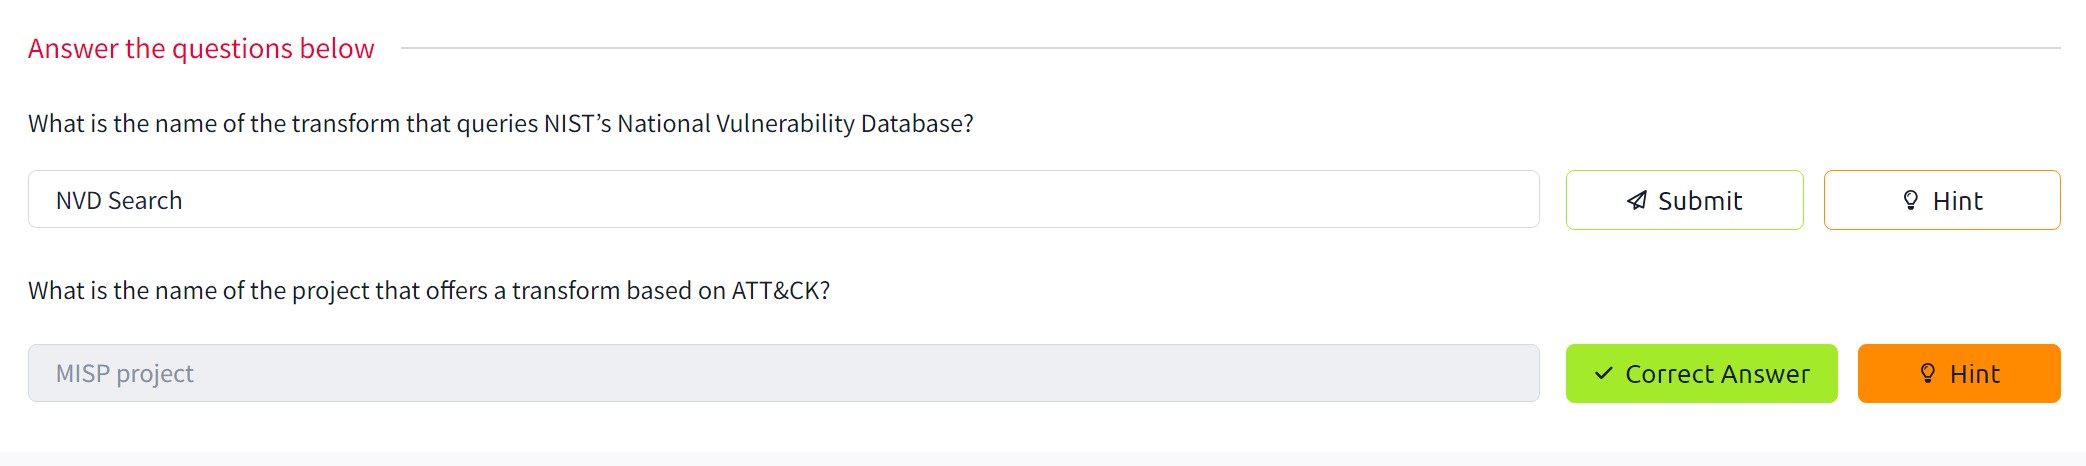 Answer the questions below
What is the name of the transform that queries NIST’s National Vulnerability Database?
NVD Search
Submit
Hint
What is the name of the project that offers a transform based on ATT&CK?
MISP project
Correct Answer
Hint